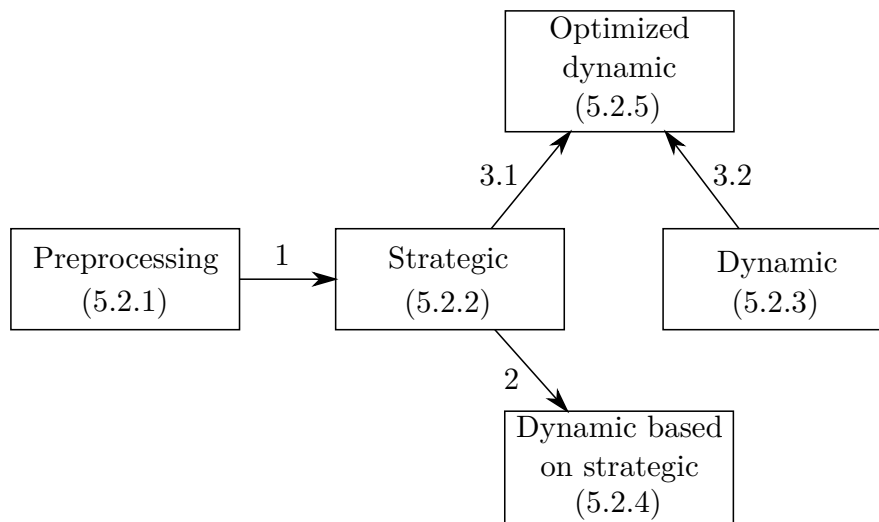 Optimized
dynamic
(5.2.5)
3.1
3.2
Preprocessing
(5.2.1)
1
Strategic
(5.2.2)
Dynamic
(5.2.3)
2
Dynamic based
on strategic
(5.2.4)